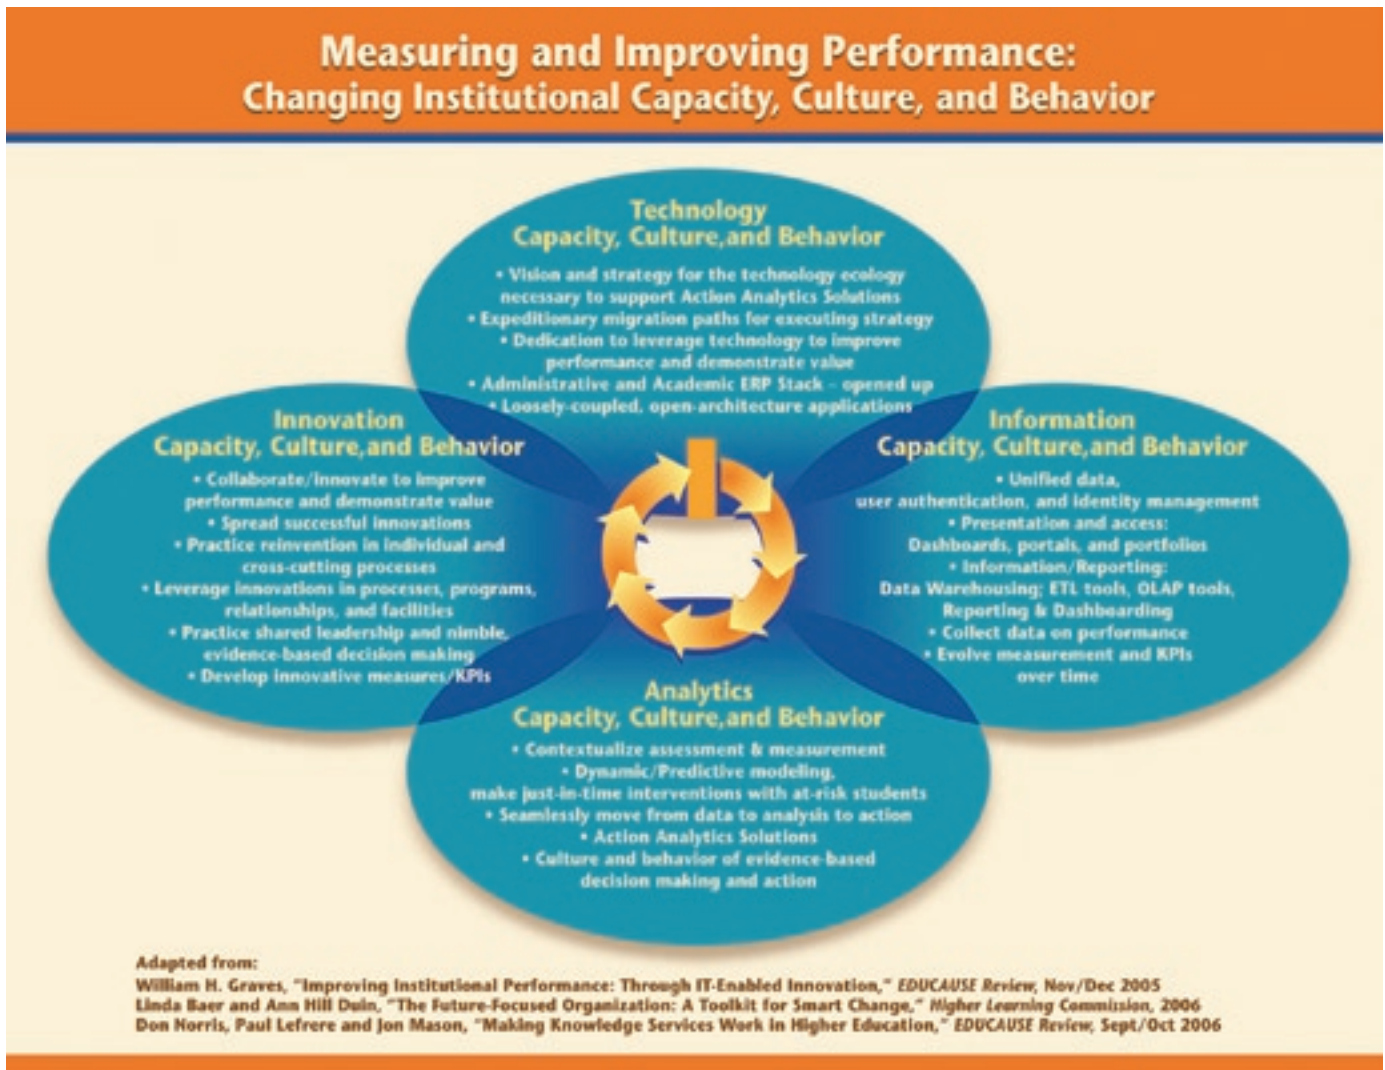 Measuring and Improving Performance:
Changing Institutional Capacity, Culture, and Behavior
Technology
Capacity, Culture,and Behavior
• Vision and strategy for the technology ecology
necessary to support Action Analytics Solutions
• Expeditionary migration paths for executing strategy
• Dedication to leverage technology to improve
performance and demonstrate value
• Administrative and Academic ERP Stack – opened up
• Loosely-coupled, open-architecture applications
Innovation
Capacity, Culture,and Behavior
• Collaborate/Innovate to improve
performance and demonstrate value
• Spread successful innovations
• Practice reinvention in individual and
cross-cutting processes
• Leverage innovations in processes, programs,
relationships, and facilities
• Practice shared leadership and nimble,
evidence-based decision making
• Develop innovative measures/KPIs
Information
Capacity, Culture,and Behavior
• Unified data,
user authentication, and identity management
• Presentation and access:
Dashboards, portals, and portfolios
• Information/Reporting:
Data Warehousing; ETL tools, OLAP tools,
Reporting & Dashboarding
• Collect data on performance
• Evolve measurement and KPIs
over time
Analytics
Capacity, Culture,and Behavior
• Contextualize assessment & measurement
• Dynamic/Predictive modeling,
make just-in-time interventions with at-risk students
• Seamlessly move from data to analysis to action
• Action Analytics Solutions
• Culture and behavior of evidence-based
decision making and action
Adapted from:
William H. Graves, "Improving Institutional Performance: Through IT-Enabled Innovation," EDUCAUSE Review, Nov/Dec 2005
Linda Baer and Ann Hill Duin, "The Future-Focused Organization: A Toolkit for Smart Change," Higher Learning Commission, 2006
Don Norris, Paul Lefrere and Jon Mason, "Making Knowledge Services Work in Higher Education," EDUCAUSE Review, Sept/Oct 2006